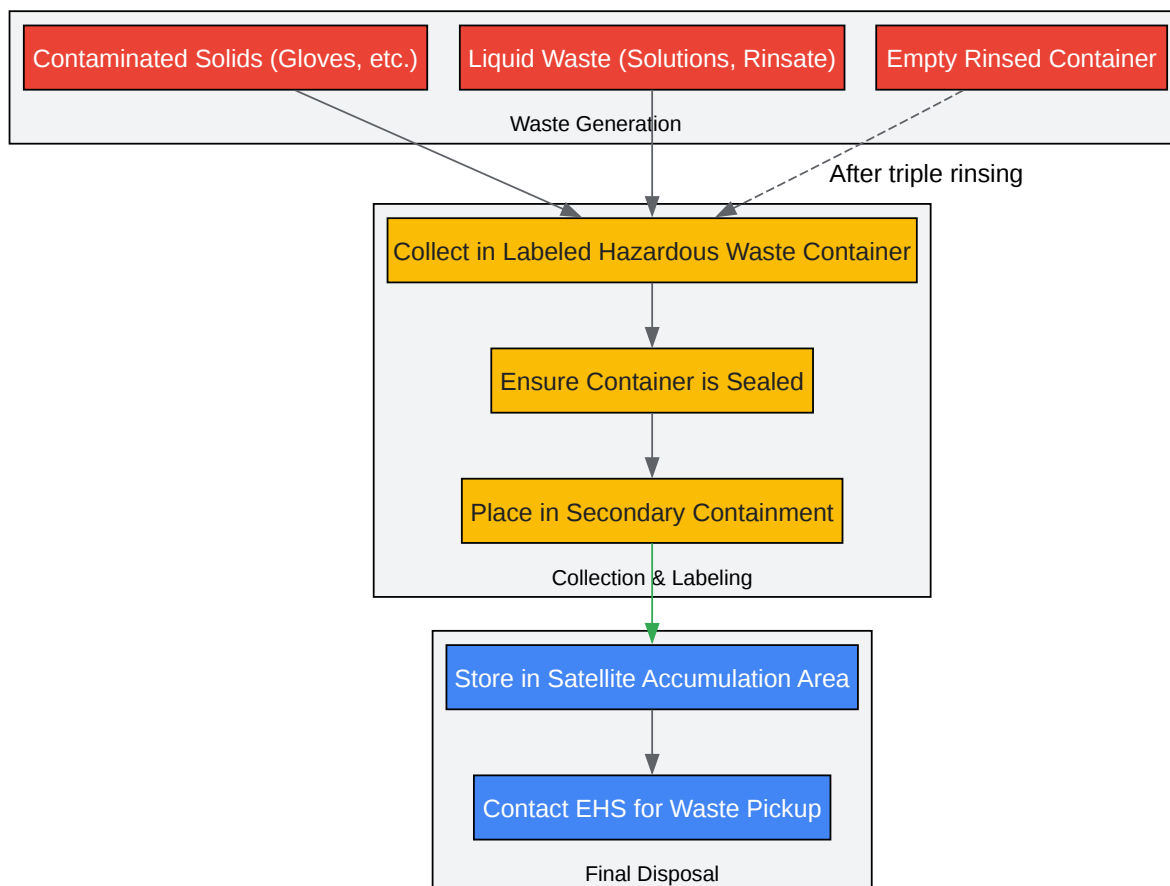 Contaminated Solids (Gloves, etc.)
Liquid Waste (Solutions, Rinsate)
Empty Rinsed Container
Waste Generation
After triple rinsing
Collect in Labeled Hazardous Waste Container
Ensure Container is Sealed
Place in Secondary Containment
Collection & Labeling
Store in Satellite Accumulation Area
Contact EHS for Waste Pickup
Final Disposal